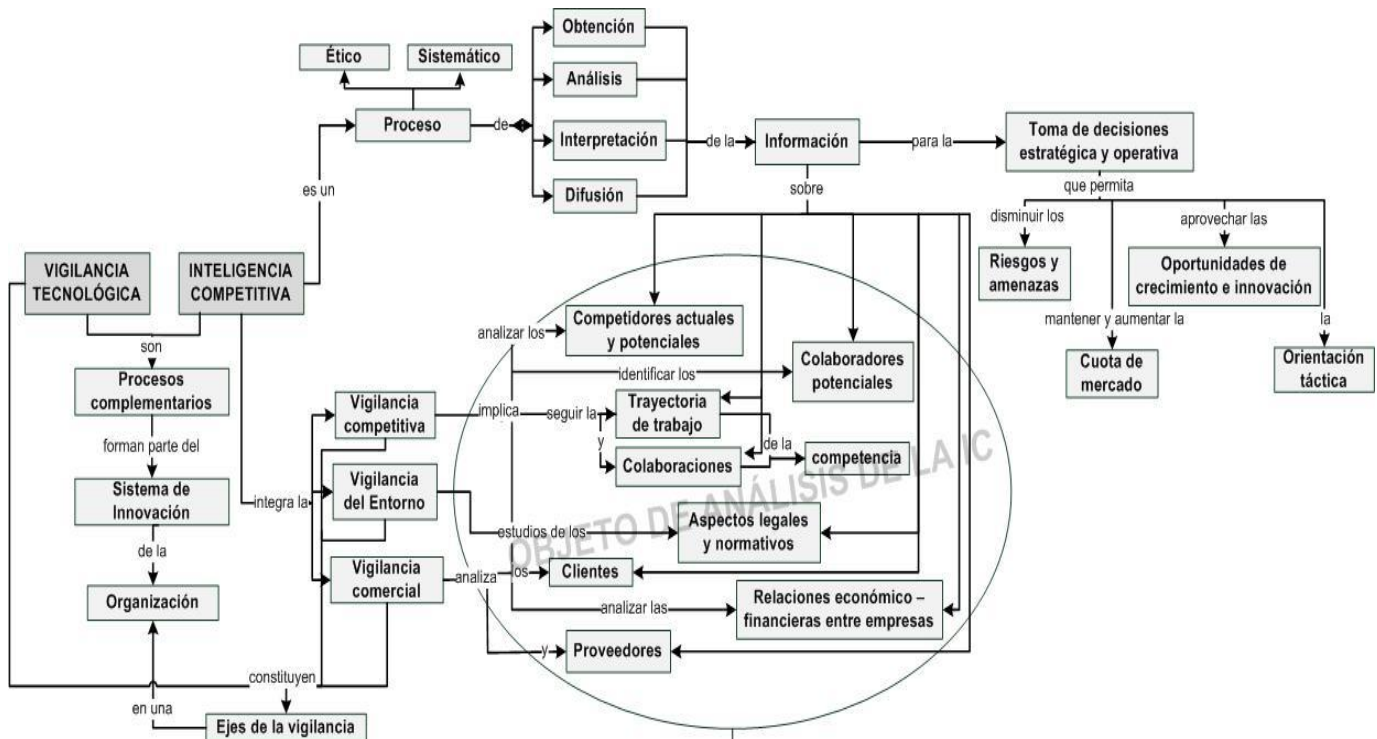 Obtención
Ético
Sistemático
Análisis
Proceso
de
Interpretación
de la
Información
para la
Toma de decisiones
estratégica y operativa
Difusión
es un
sobre
que permita
disminuir los
aprovechar las
VIGILANCIA
TECNOLÓGICA
INTELIGENCIA
COMPETITIVA
Riesgos y
amenazas
Oportunidades de
crecimiento e innovación
analizar los
Competidores actuales
y potenciales
mantener y aumentar la
la
son
Cuota de
mercado
Orientación
táctica
Procesos
complementarios
identificar los
Colaboradores
potenciales
Vigilancia
competitiva
implica
seguir la
Trayectoria
de trabajo
forman parte del
y
de la
Colaboraciones
competencia
Sistema de
Innovación
integra la
Vigilancia
del Entorno
OBJETO DE ANÁLISIS DE LA IC
estudios de los
Aspectos legales
y normativos
de la
Vigilancia
comercial
analiza
los
Clientes
Organización
analizar las
Relaciones económico –
financieras entre empresas
y
Proveedores
constituyen
en una
Ejes de la vigilancia